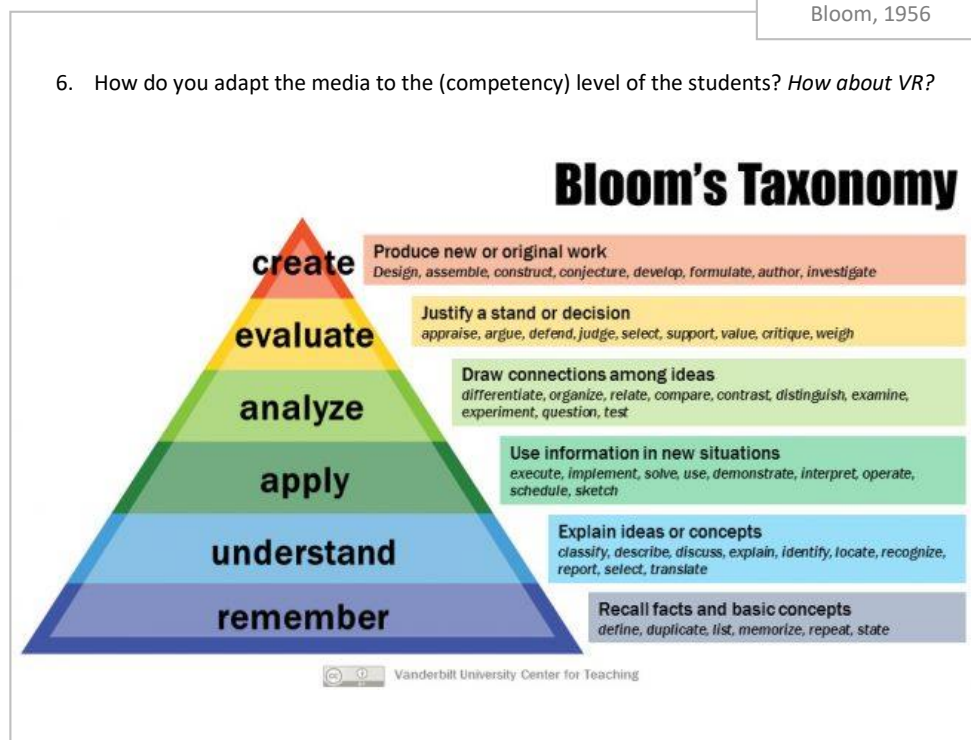 Bloom, 1956
6. How do you adapt the media to the (competency) level of the students? How about VR?
Bloom's Taxonomy
create
Produce new or original work
Design, assemble, construct, conjecture, develop, formulate, author, investigate
evaluate
Justify a stand or decision
appraise, argue, defend, judge, select, support, value, critique, weigh
analyze
Draw connections among ideas
differentiate, organize, relate, compare, contrast, distinguish, examine,
experiment, question, test
apply
Use information in new situations
execute, implement, solve, use, demonstrate, interpret, operate,
schedule, sketch
understand
Explain ideas or concepts
classify, describe, discuss, explain, identify, locate, recognize,
report, select, translate
remember
Recall facts and basic concepts
define, duplicate, list, memorize, repeat, state
cc
Vanderbilt University Center for Teaching